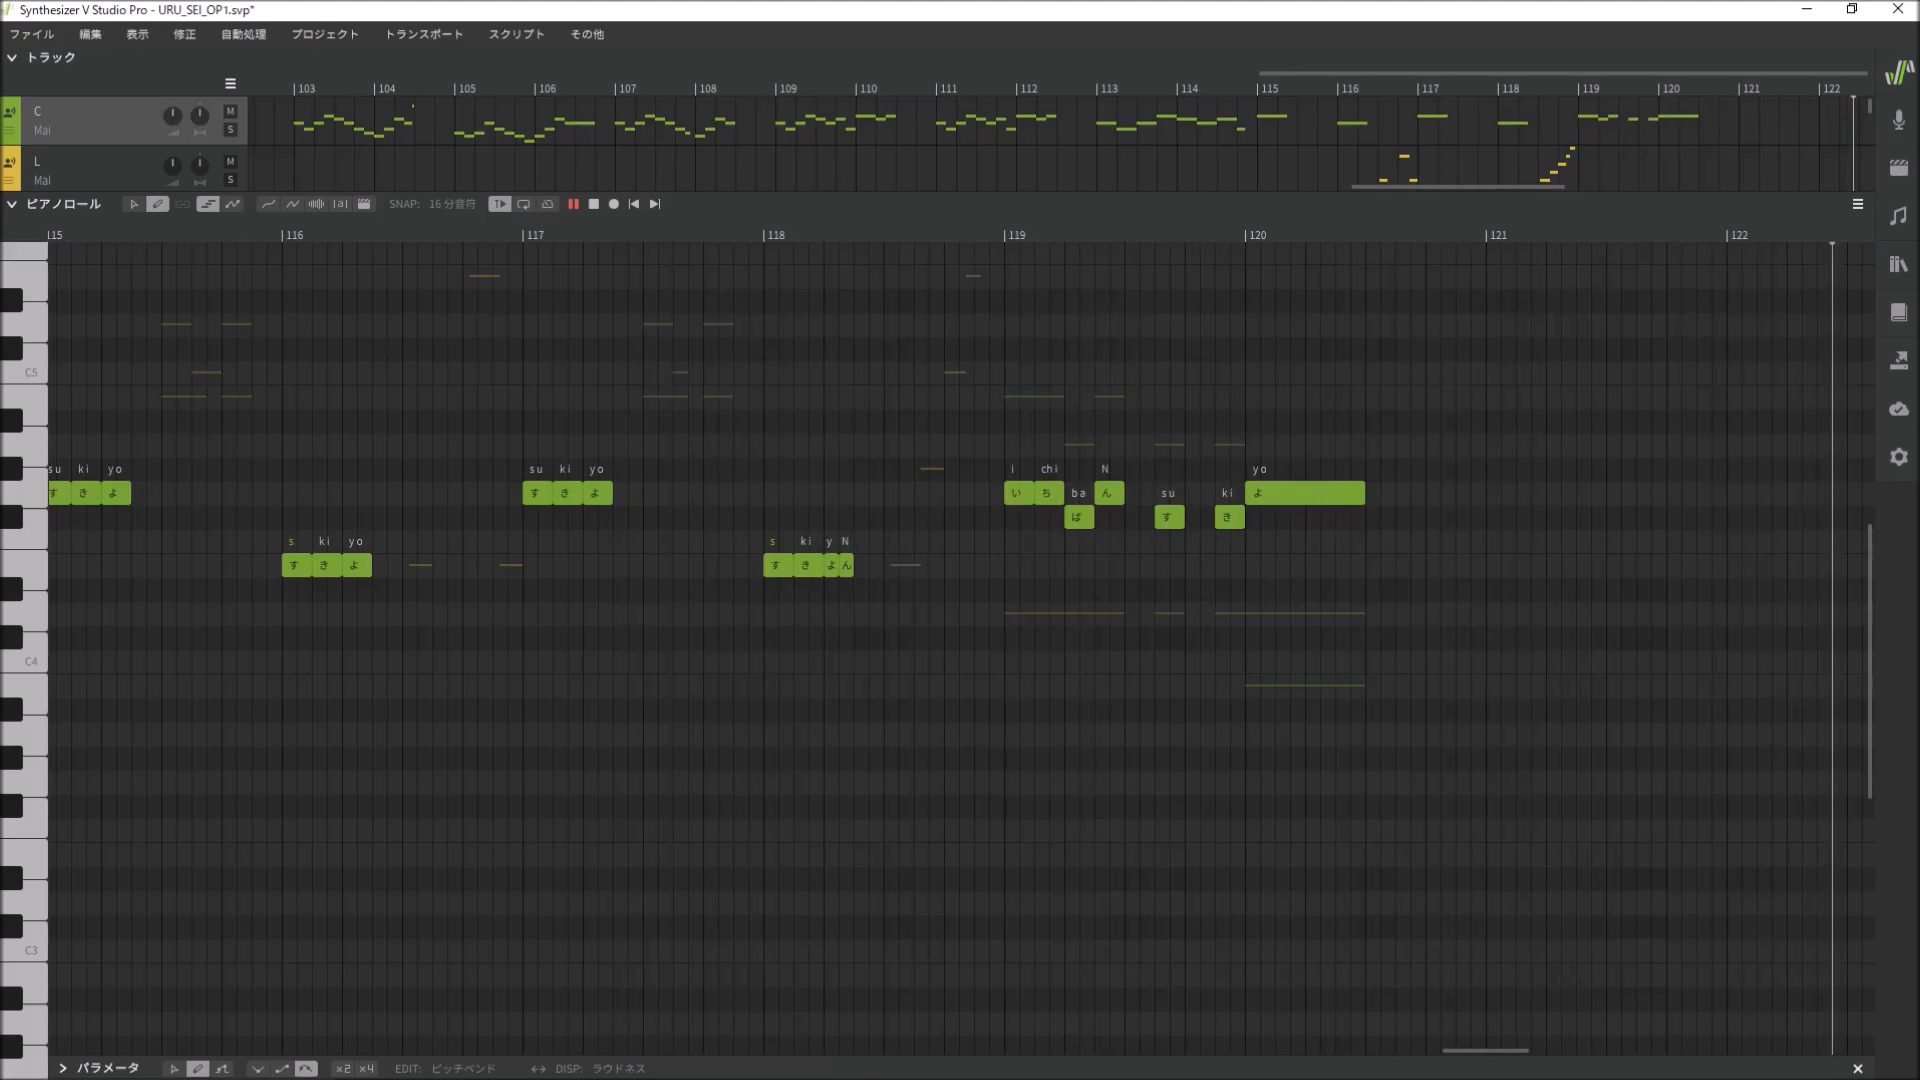 Synthesizer V Studio Pro - URU_SEI_OP1.svp*
ファイル 編集 表示 修正 自動処理 プロジェクト トランスポート スクリプト その他
トラック
103 104 105 106 107 108 109 110 111 112 113 114 115 116 117 118 119 120 121 122
C M
Mai S
L M
Mai S
ピアノロール SNAP: 16 分音符
115 116 117 118 119 120 121 122
C5
su ki yo su ki yo i chi N yo
す き よ す き よ い ち ba ん su ki よ
ば す き
s ki yo s ki y N
す き よ す き よ ん
C4
C3
パラメータ x2 x4 EDIT: ピッチベンド DISP: ラウドネス